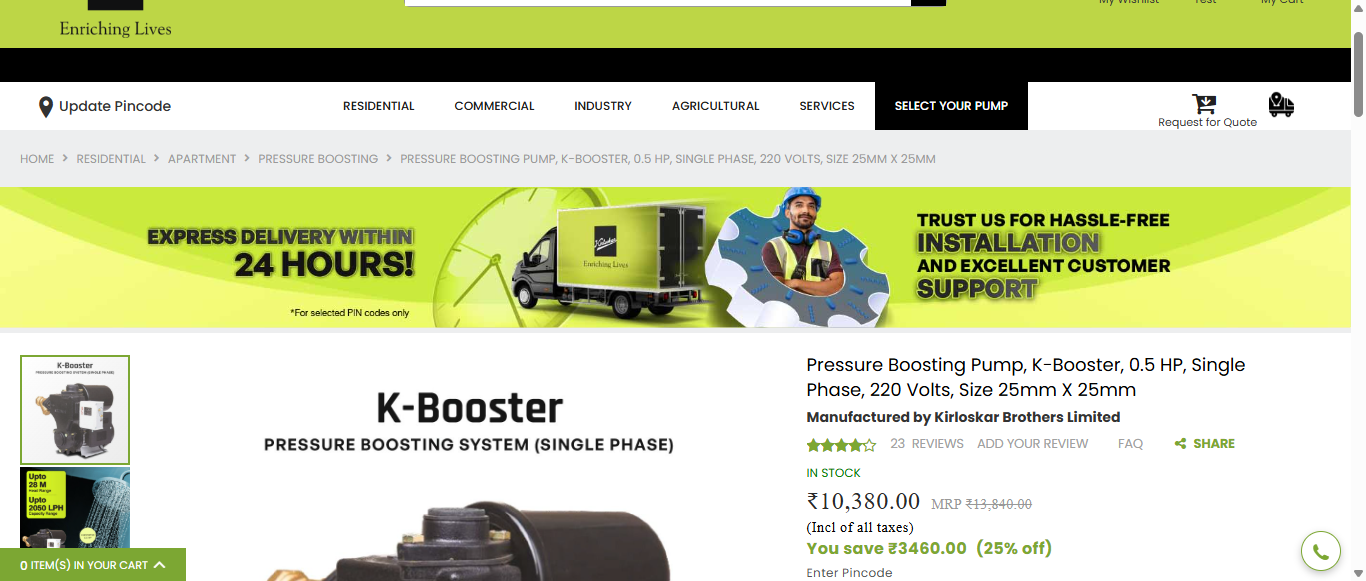 Enriching Lives
My Wishlist
Test
My Cart
Update Pincode
RESIDENTIAL
COMMERCIAL
INDUSTRY
AGRICULTURAL
SERVICES
SELECT YOUR PUMP
Request for Quote
HOME > RESIDENTIAL > APARTMENT > PRESSURE BOOSTING > PRESSURE BOOSTING PUMP, K-BOOSTER, 0.5 HP, SINGLE PHASE, 220 VOLTS, SIZE 25MM X 25MM
EXPRESS DELIVERY WITHIN
24 HOURS!
*For selected PIN codes only
Kirloskar
Enriching Lives
TRUST US FOR HASSLE-FREE
INSTALLATION
AND EXCELLENT CUSTOMER
SUPPORT
K-Booster
PRESSURE BOOSTING SYSTEM (SINGLE PHASE)
Upto
28 M
Head Range
Upto
2050 LPH
Capacity Range
K-Booster
PRESSURE BOOSTING SYSTEM (SINGLE PHASE)
Pressure Boosting Pump, K-Booster, 0.5 HP, Single
Phase, 220 Volts, Size 25mm X 25mm
Manufactured by Kirloskar Brothers Limited
23 REVIEWS ADD YOUR REVIEW FAQ SHARE
IN STOCK
₹10,380.00 MRP ₹13,840.00
(Incl of all taxes)
You save ₹3460.00 (25% off)
Enter Pincode
0 ITEM(S) IN YOUR CART